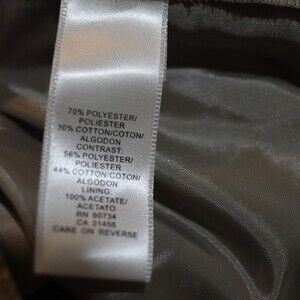 70% POLYESTER/
POLIESTER
30% COTTON/COTON/
ALGODON
CONTRAST:
56% POLYESTER/
POLIESTER
44% COTTON/COTON/
ALGODON
LINING:
100% ACETATE/
ACETATO
RN 60734
CA 31456
CARE ON REVERSE